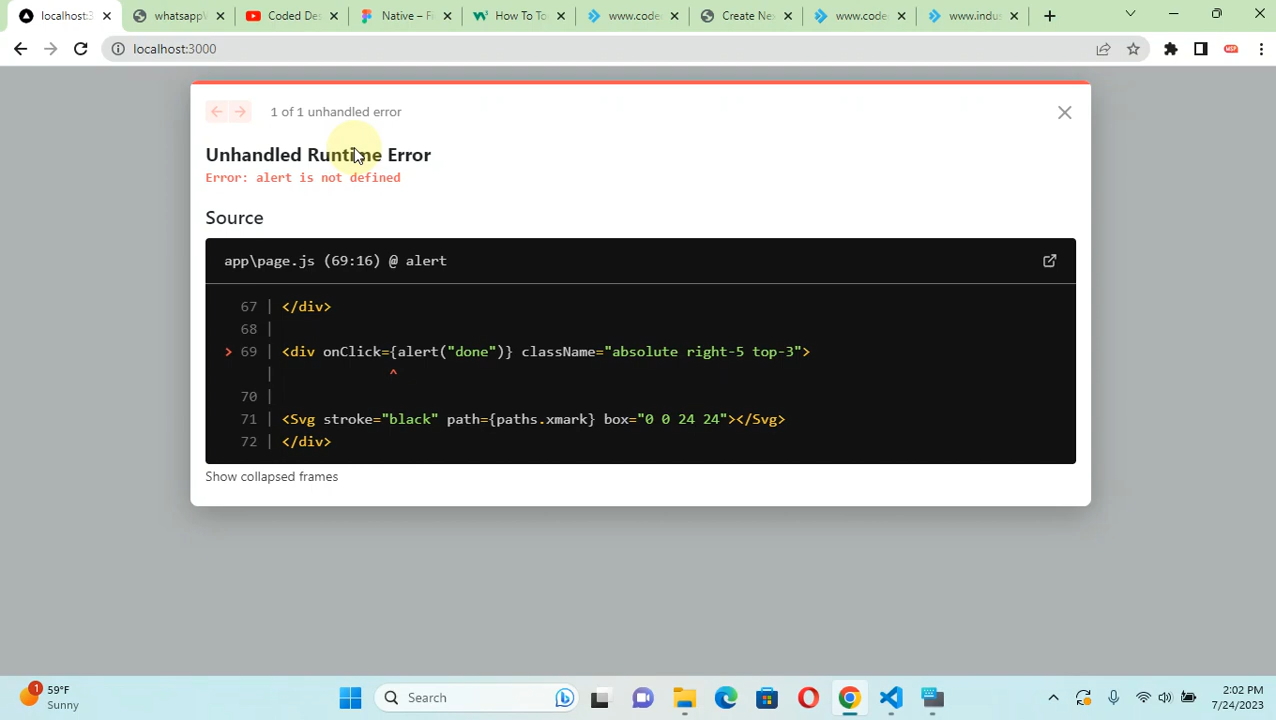 localhost:3
whatsapp
Coded De
Native – Fi
How To To
www.code
Create Ne
www.code
www.indus
localhost:3000
1 of 1 unhandled error
Unhandled Runtime Error
Error: alert is not defined
Source
app\page.js (69:16) @ alert
67 | </div>
68 |
> 69 | <div onClick={alert("done")} className="absolute right-5 top-3">
| ^
70 |
71 | <Svg stroke="black" path={paths.xmark} box="0 0 24 24"></Svg>
72 | </div>
Show collapsed frames
1
59°F
Sunny
Search
2:02 PM
7/24/2023